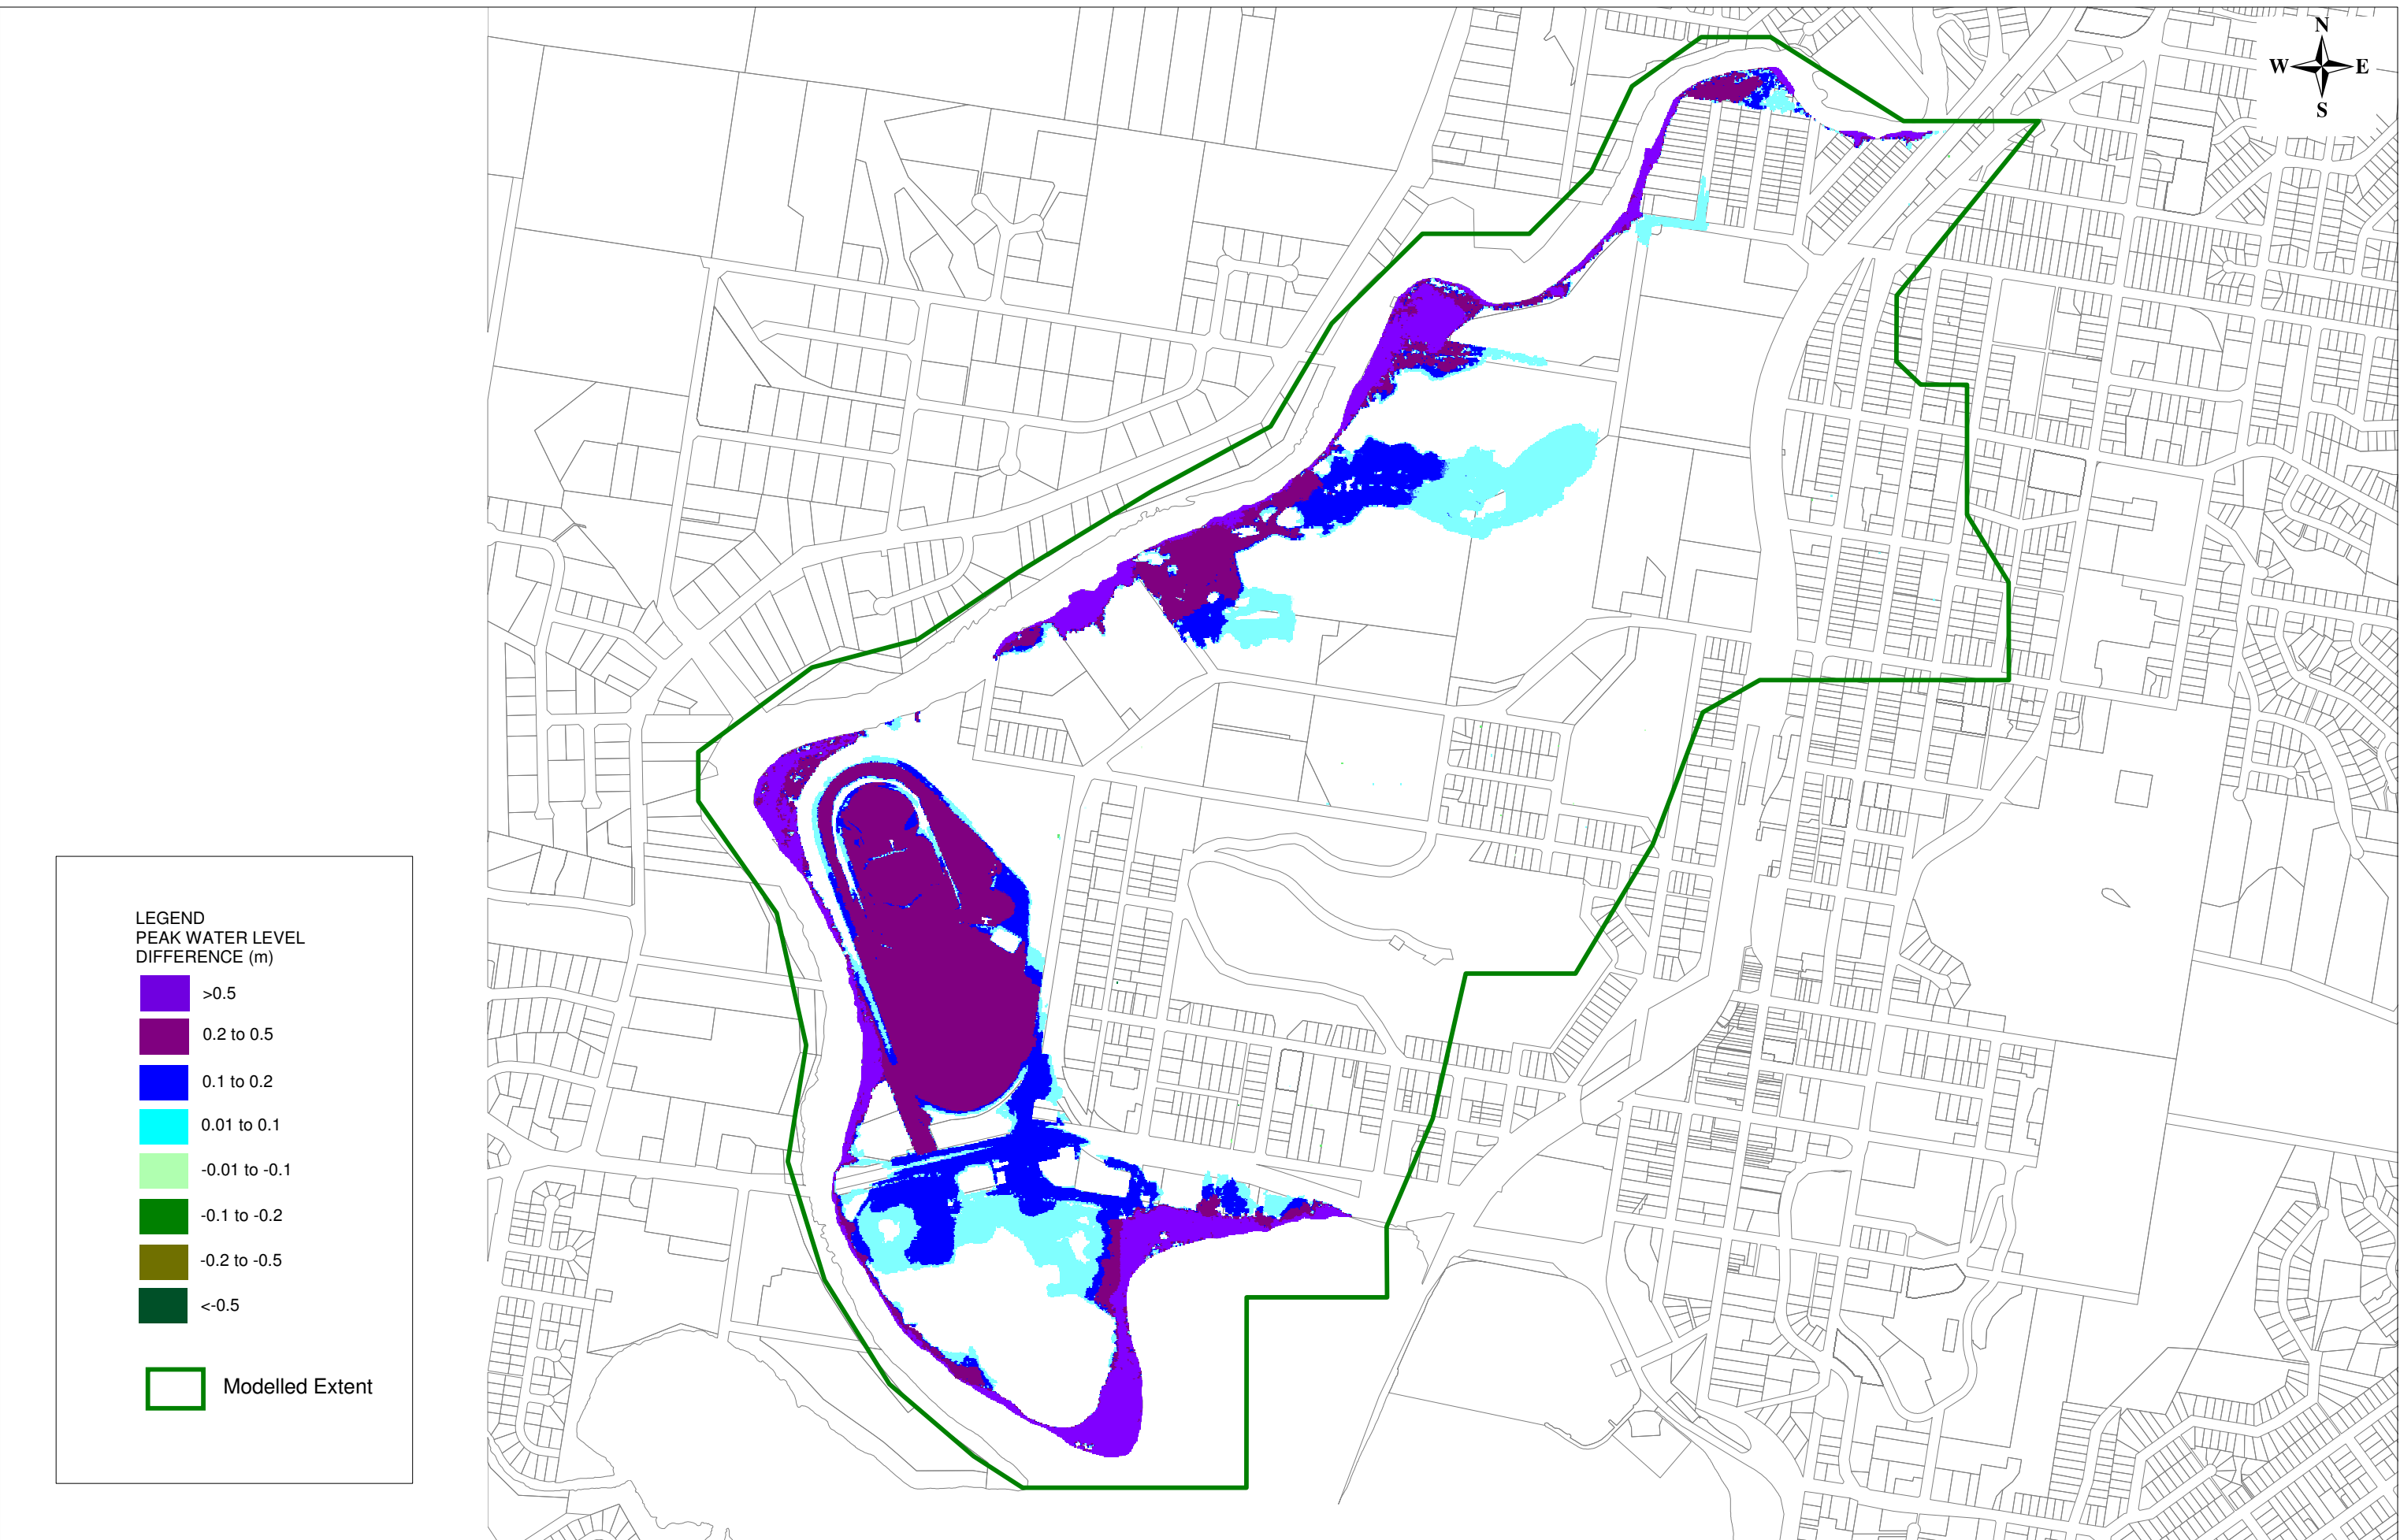 N
W E
S
LEGEND
PEAK WATER LEVEL
DIFFERENCE (m)
>0.5
0.2 to 0.5
0.1 to 0.2
0.01 to 0.1
-0.01 to -0.1
-0.1 to -0.2
-0.2 to -0.5
<-0.5
Modelled Extent